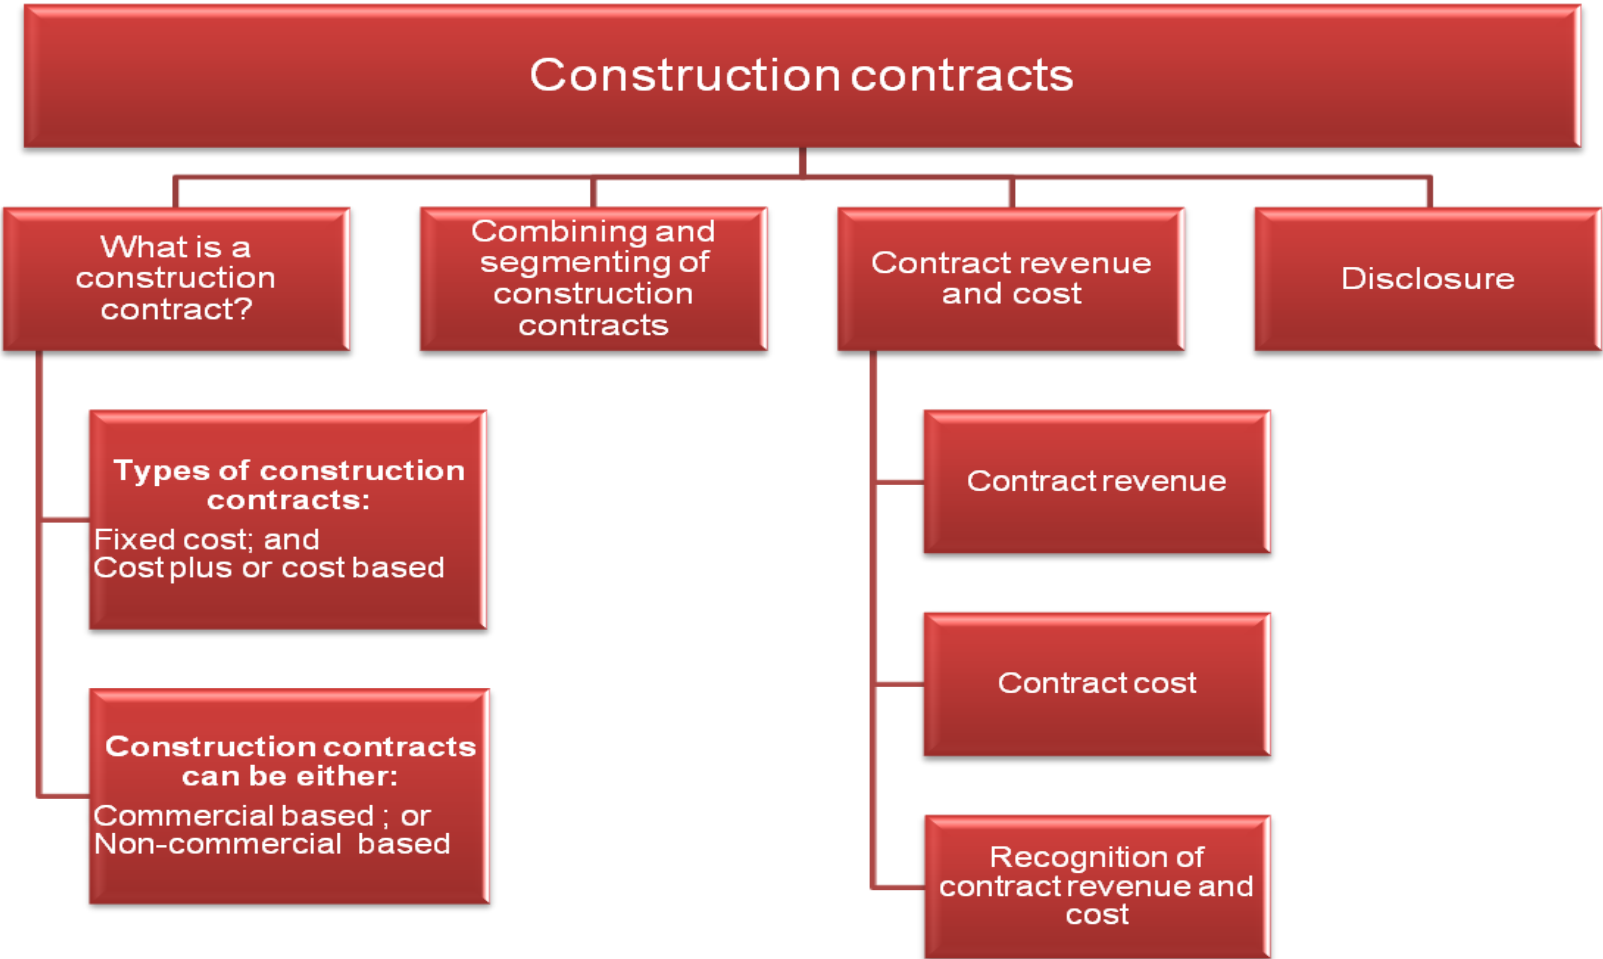 Construction contracts
What is a
construction
contract?
Combining and
segmenting of
construction
contracts
Contract revenue
and cost
Disclosure
Types of construction
contracts:
Fixed cost; and
Cost plus or cost based
Construction contracts
can be either:
Commercial based ; or
Non-commercial based
Contract revenue
Contract cost
Recognition of
contract revenue and
cost